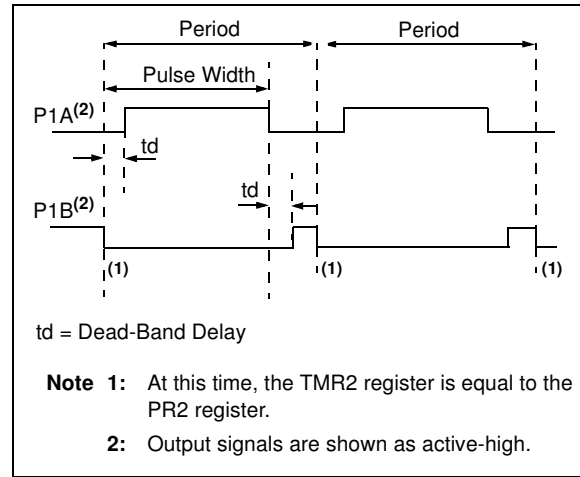 Period Period
Pulse Width
P1A(2)
td
td
P1B(2)
(1) (1) (1)
td = Dead-Band Delay
Note 1: At this time, the TMR2 register is equal to the
PR2 register.
2: Output signals are shown as active-high.